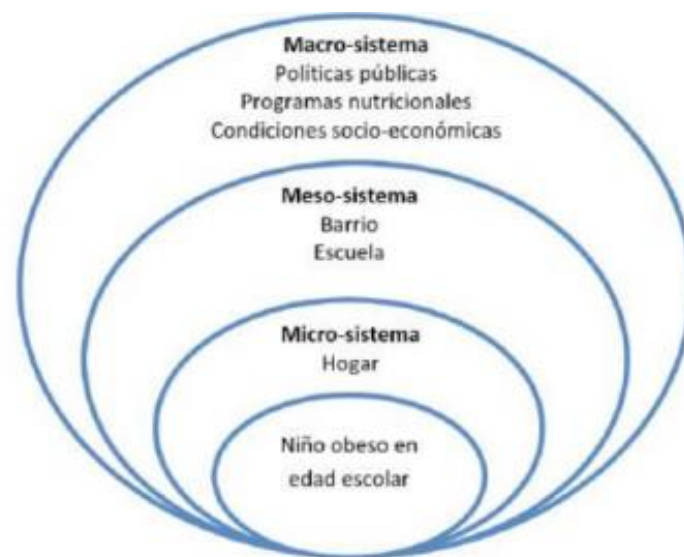 Macro-sistema
Políticas públicas
Programas nutricionales
Condiciones socio-económicas
Meso-sistema
Barrio
Escuela
Micro-sistema
Hogar
Niño obeso en
edad escolar